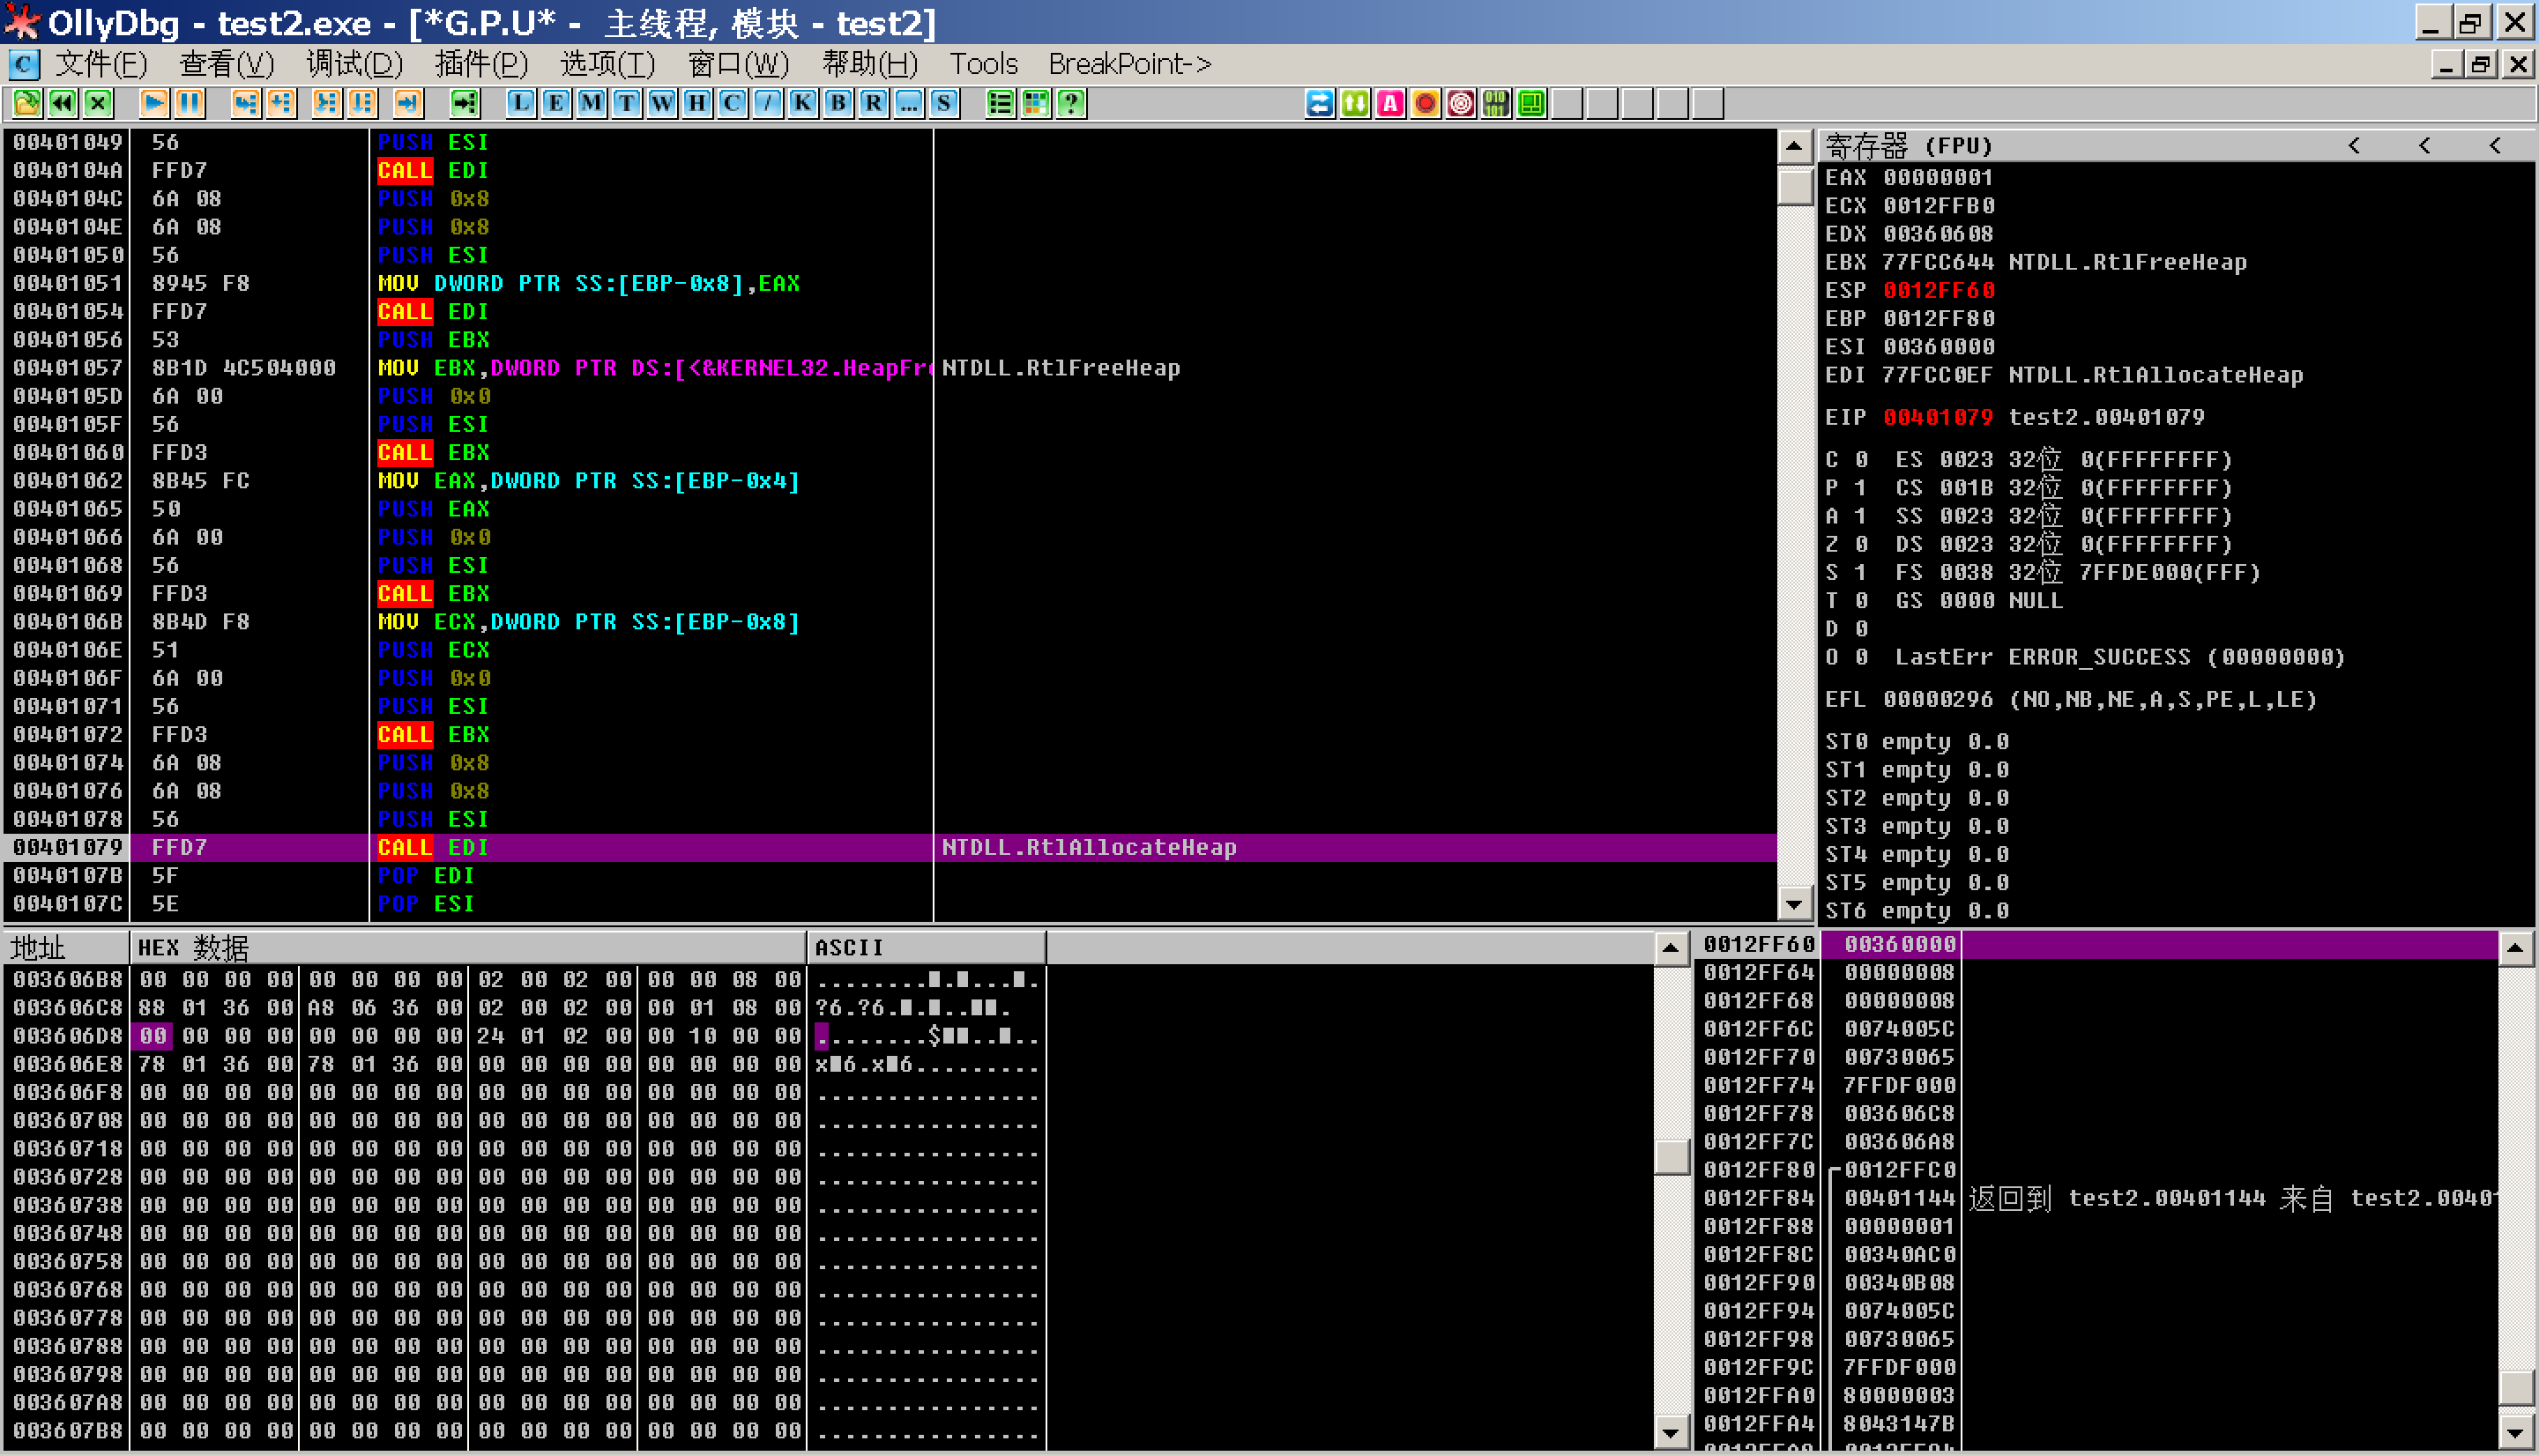 OllyDbg - test2.exe - [*G.P.U* - 主线程, 模块 - test2]
C 文件(F) 查看(V) 调试(D) 插件(P) 选项(T) 窗口(W) 帮助(H) Tools BreakPoint->
L E M T W H C / K B R ... S ? A 010 101
00401049 56 PUSH ESI
0040104A FFD7 CALL EDI
0040104C 6A 08 PUSH 0x8
0040104E 6A 08 PUSH 0x8
00401050 56 PUSH ESI
00401051 8945 F8 MOV DWORD PTR SS:[EBP-0x8],EAX
00401054 FFD7 CALL EDI
00401056 53 PUSH EBX
00401057 8B1D 4C504000 MOV EBX,DWORD PTR DS:[<&KERNEL32.HeapFr NTDLL.RtlFreeHeap
0040105D 6A 00 PUSH 0x0
0040105F 56 PUSH ESI
00401060 FFD3 CALL EBX
00401062 8B45 FC MOV EAX,DWORD PTR SS:[EBP-0x4]
00401065 50 PUSH EAX
00401066 6A 00 PUSH 0x0
00401068 56 PUSH ESI
00401069 FFD3 CALL EBX
0040106B 8B4D F8 MOV ECX,DWORD PTR SS:[EBP-0x8]
0040106E 51 PUSH ECX
0040106F 6A 00 PUSH 0x0
00401071 56 PUSH ESI
00401072 FFD3 CALL EBX
00401074 6A 08 PUSH 0x8
00401076 6A 08 PUSH 0x8
00401078 56 PUSH ESI
00401079 FFD7 CALL EDI NTDLL.RtlAllocateHeap
0040107B 5F POP EDI
0040107C 5E POP ESI
寄存器 (FPU) < < <
EAX 00000001
ECX 0012FFB0
EDX 00360608
EBX 77FCC644 NTDLL.RtlFreeHeap
ESP 0012FF60
EBP 0012FF80
ESI 00360000
EDI 77FCC0EF NTDLL.RtlAllocateHeap
EIP 00401079 test2.00401079
C 0 ES 0023 32位 0(FFFFFFFF)
P 1 CS 001B 32位 0(FFFFFFFF)
A 1 SS 0023 32位 0(FFFFFFFF)
Z 0 DS 0023 32位 0(FFFFFFFF)
S 1 FS 0038 32位 7FFDE000(FFF)
T 0 GS 0000 NULL
D 0
O 0 LastErr ERROR_SUCCESS (00000000)
EFL 00000296 (NO,NB,NE,A,S,PE,L,LE)
ST0 empty 0.0
ST1 empty 0.0
ST2 empty 0.0
ST3 empty 0.0
ST4 empty 0.0
ST5 empty 0.0
ST6 empty 0.0
地址 HEX 数据 ASCII
003606B8 00 00 00 00 00 00 00 00 02 00 02 00 00 00 08 00 ........█.█...█.
003606C8 88 01 36 00 A8 06 36 00 02 00 02 00 00 01 08 00 ?6.?6.█.█..██.
003606D8 00 00 00 00 00 00 00 00 24 01 02 00 00 10 00 00 ........$██..█..
003606E8 78 01 36 00 78 01 36 00 00 00 00 00 00 00 00 00 x█6.x█6.........
003606F8 00 00 00 00 00 00 00 00 00 00 00 00 00 00 00 00 ................
00360708 00 00 00 00 00 00 00 00 00 00 00 00 00 00 00 00 ................
00360718 00 00 00 00 00 00 00 00 00 00 00 00 00 00 00 00 ................
00360728 00 00 00 00 00 00 00 00 00 00 00 00 00 00 00 00 ................
00360738 00 00 00 00 00 00 00 00 00 00 00 00 00 00 00 00 ................
00360748 00 00 00 00 00 00 00 00 00 00 00 00 00 00 00 00 ................
00360758 00 00 00 00 00 00 00 00 00 00 00 00 00 00 00 00 ................
00360768 00 00 00 00 00 00 00 00 00 00 00 00 00 00 00 00 ................
00360778 00 00 00 00 00 00 00 00 00 00 00 00 00 00 00 00 ................
00360788 00 00 00 00 00 00 00 00 00 00 00 00 00 00 00 00 ................
00360798 00 00 00 00 00 00 00 00 00 00 00 00 00 00 00 00 ................
003607A8 00 00 00 00 00 00 00 00 00 00 00 00 00 00 00 00 ................
003607B8 00 00 00 00 00 00 00 00 00 00 00 00 00 00 00 00 ................
0012FF60 00360000
0012FF64 00000008
0012FF68 00000008
0012FF6C 0074005C
0012FF70 00730065
0012FF74 7FFDF000
0012FF78 003606C8
0012FF7C 003606A8
0012FF80 0012FFC0
0012FF84 00401144 返回到 test2.00401144 来自 test2.0040
0012FF88 00000001
0012FF8C 00340AC0
0012FF90 00340B08
0012FF94 0074005C
0012FF98 00730065
0012FF9C 7FFDF000
0012FFA0 80000003
0012FFA4 8043147B